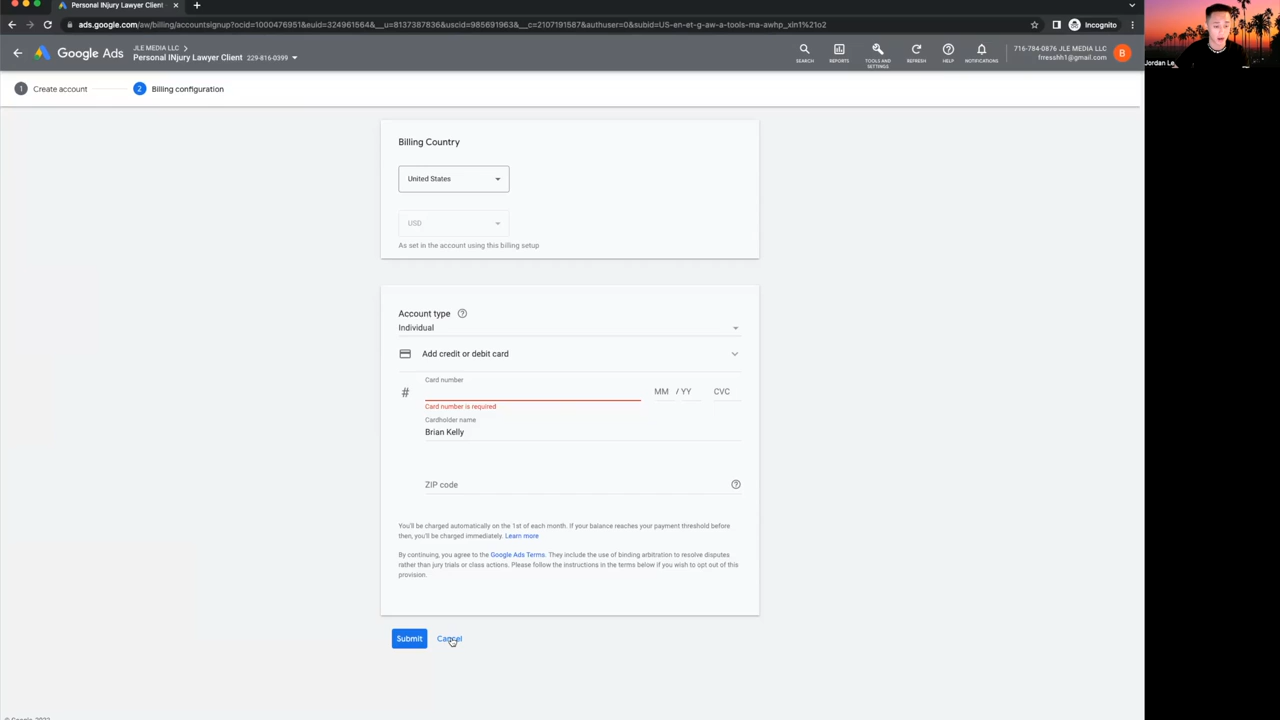 Personal INjury Lawyer Client -
ads.google.com/aw/billing/accountsignup?ocid=1000476951&euid=324961564&__u=8137387836&uscid=985691963&__c=2107191587&authuser=0&subid=US-en-et-g-aw-a-tools-ma-awhp_xin1%21o2
Incognito
Google Ads
JLE MEDIA LLC
Personal INjury Lawyer Client 229-816-0399
SEARCH
REPORTS
TOOLS AND SETTINGS
REFRESH
HELP
NOTIFICATIONS
716-784-0876 JLE MEDIA LLC
frresshh1@gmail.com
B
Jordan Le
1 Create account
2 Billing configuration
Billing Country
United States
USD
As set in the account using this billing setup
Account type
Individual
Add credit or debit card
Card number
# MM / YY CVC
Card number is required
Cardholder name
Brian Kelly
ZIP code
You'll be charged automatically on the 1st of each month. If your balance reaches your payment threshold before
then, you'll be charged immediately. Learn more
By continuing, you agree to the Google Ads Terms. They include the use of binding arbitration to resolve disputes
rather than jury trials or class actions. Please follow the instructions in the terms below if you wish to opt out of this
provision.
Submit Cancel